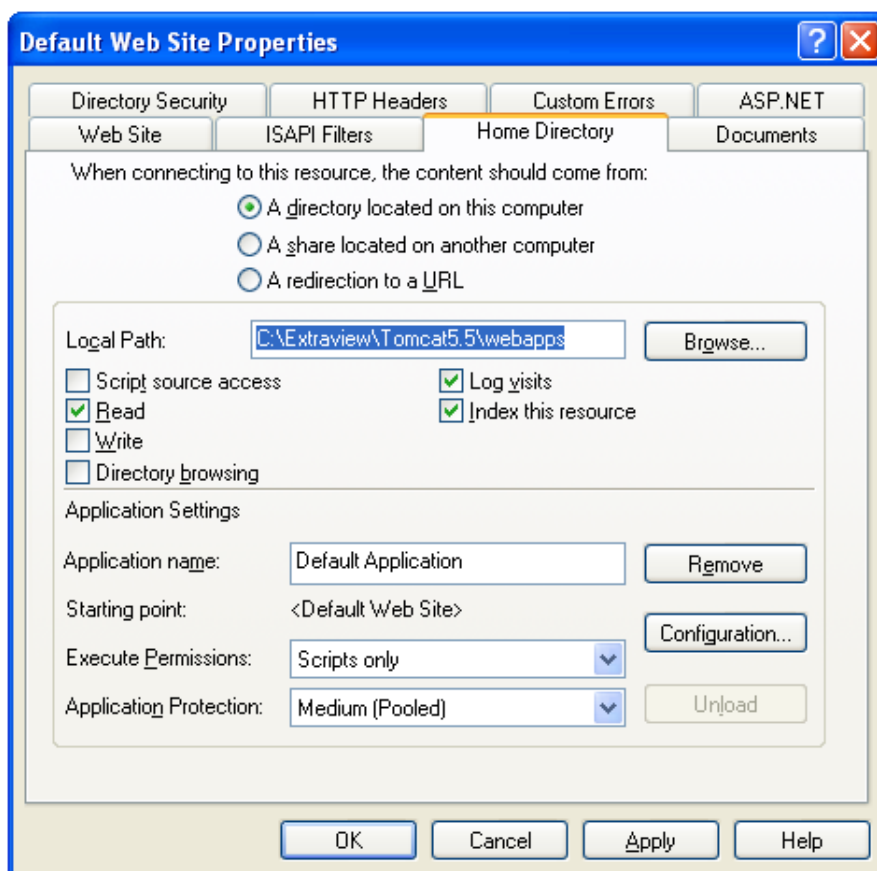 Default Web Site Properties
Directory Security HTTP Headers Custom Errors ASP.NET
Web Site ISAPI Filters Home Directory Documents
When connecting to this resource, the content should come from:
A directory located on this computer
A share located on another computer
A redirection to a URL
Local Path: C:\Extraview\Tomcat5.5\webapps Browse...
Script source access Log visits
Read Index this resource
Write
Directory browsing
Application Settings
Application name: Default Application Remove
Starting point: <Default Web Site>
Configuration...
Execute Permissions: Scripts only
Application Protection: Medium (Pooled) Unload
OK Cancel Apply Help